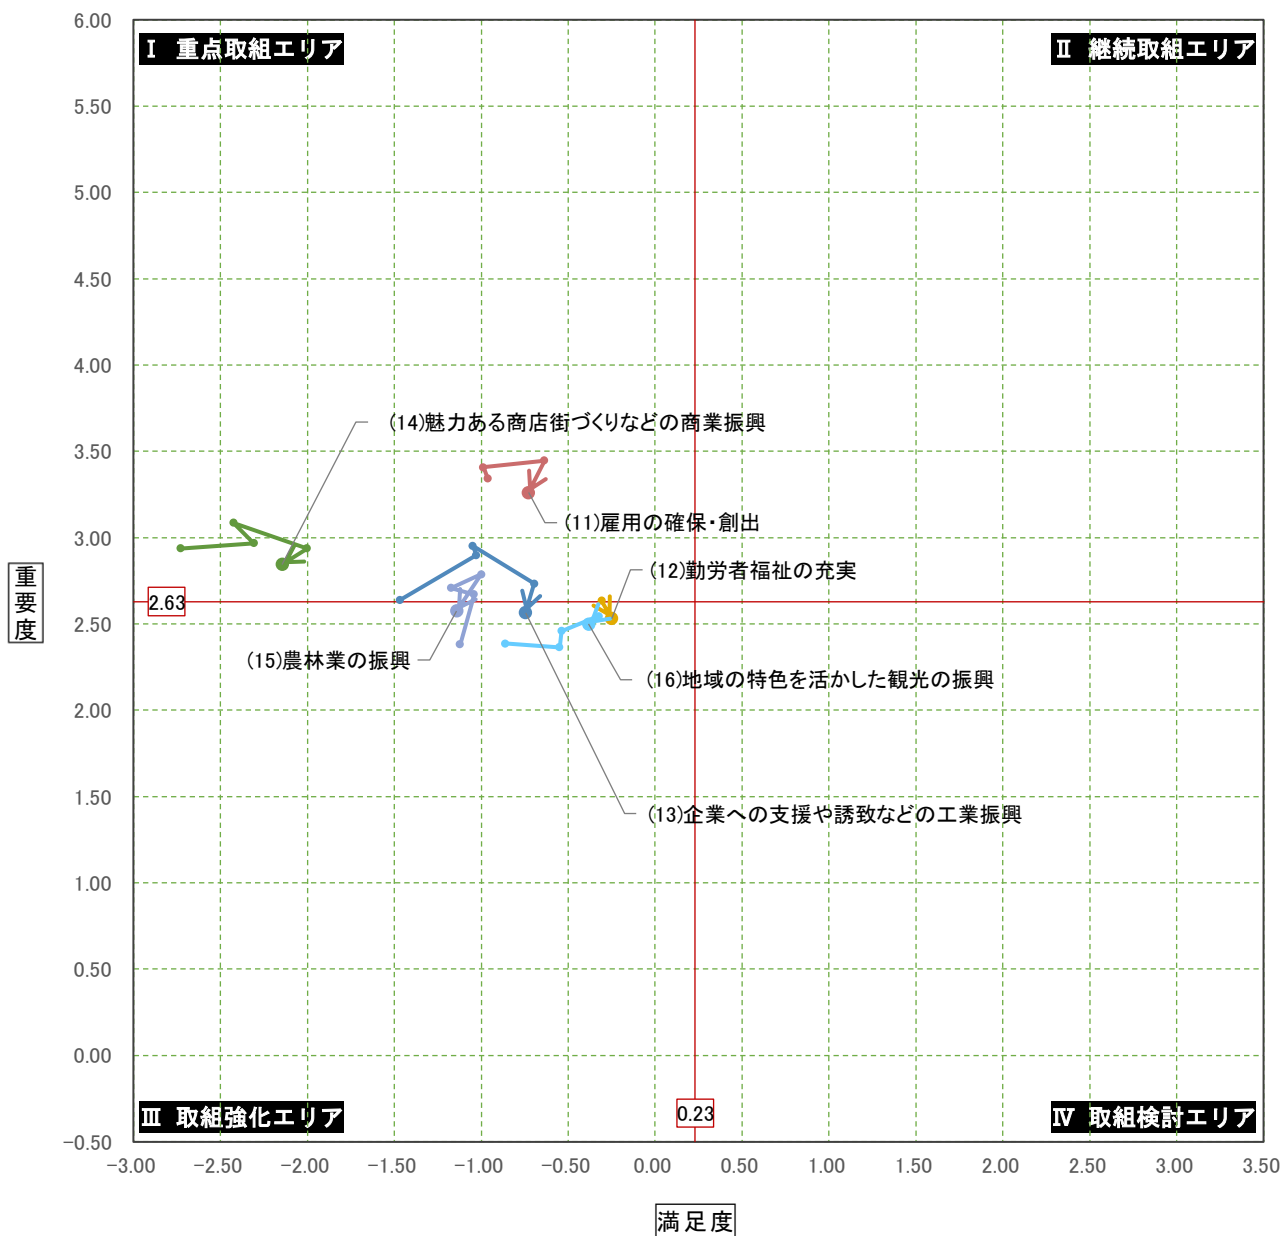 6.00
5.50
5.00
4.50
4.00
3.50
3.00
2.50
2.00
1.50
1.00
0.50
0.00
-0.50
Ⅰ 重点取組エリア
Ⅱ 継続取組エリア
(14)魅力ある商店街づくりなどの商業振興
(11)雇用の確保・創出
(12)勤労者福祉の充実
重要度
2.63
(15)農林業の振興
(16)地域の特色を活かした観光の振興
(13)企業への支援や誘致などの工業振興
0.23
Ⅲ 取組強化エリア
Ⅳ 取組検討エリア
-3.00 -2.50 -2.00 -1.50 -1.00 -0.50 0.00 0.50 1.00 1.50 2.00 2.50 3.00 3.50
満足度